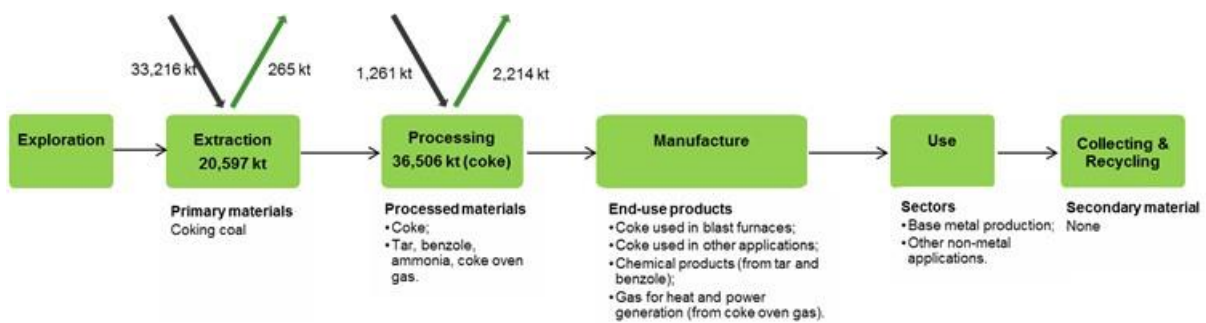 33,216 kt
265 kt
1,261 kt
2,214 kt
Exploration
Extraction
20,597 kt
Processing
36,506 kt (coke)
Manufacture
Use
Collecting &
Recycling
Primary materials
Coking coal
Processed materials
•Coke;
•Tar, benzole,
ammonia, coke oven
gas.
End-use products
•Coke used in blast furnaces;
•Coke used in other applications;
•Chemical products (from tar and
benzole);
•Gas for heat and power
generation (from coke oven gas).
Sectors
•Base metal production;
•Other non-metal
applications.
Secondary material
None